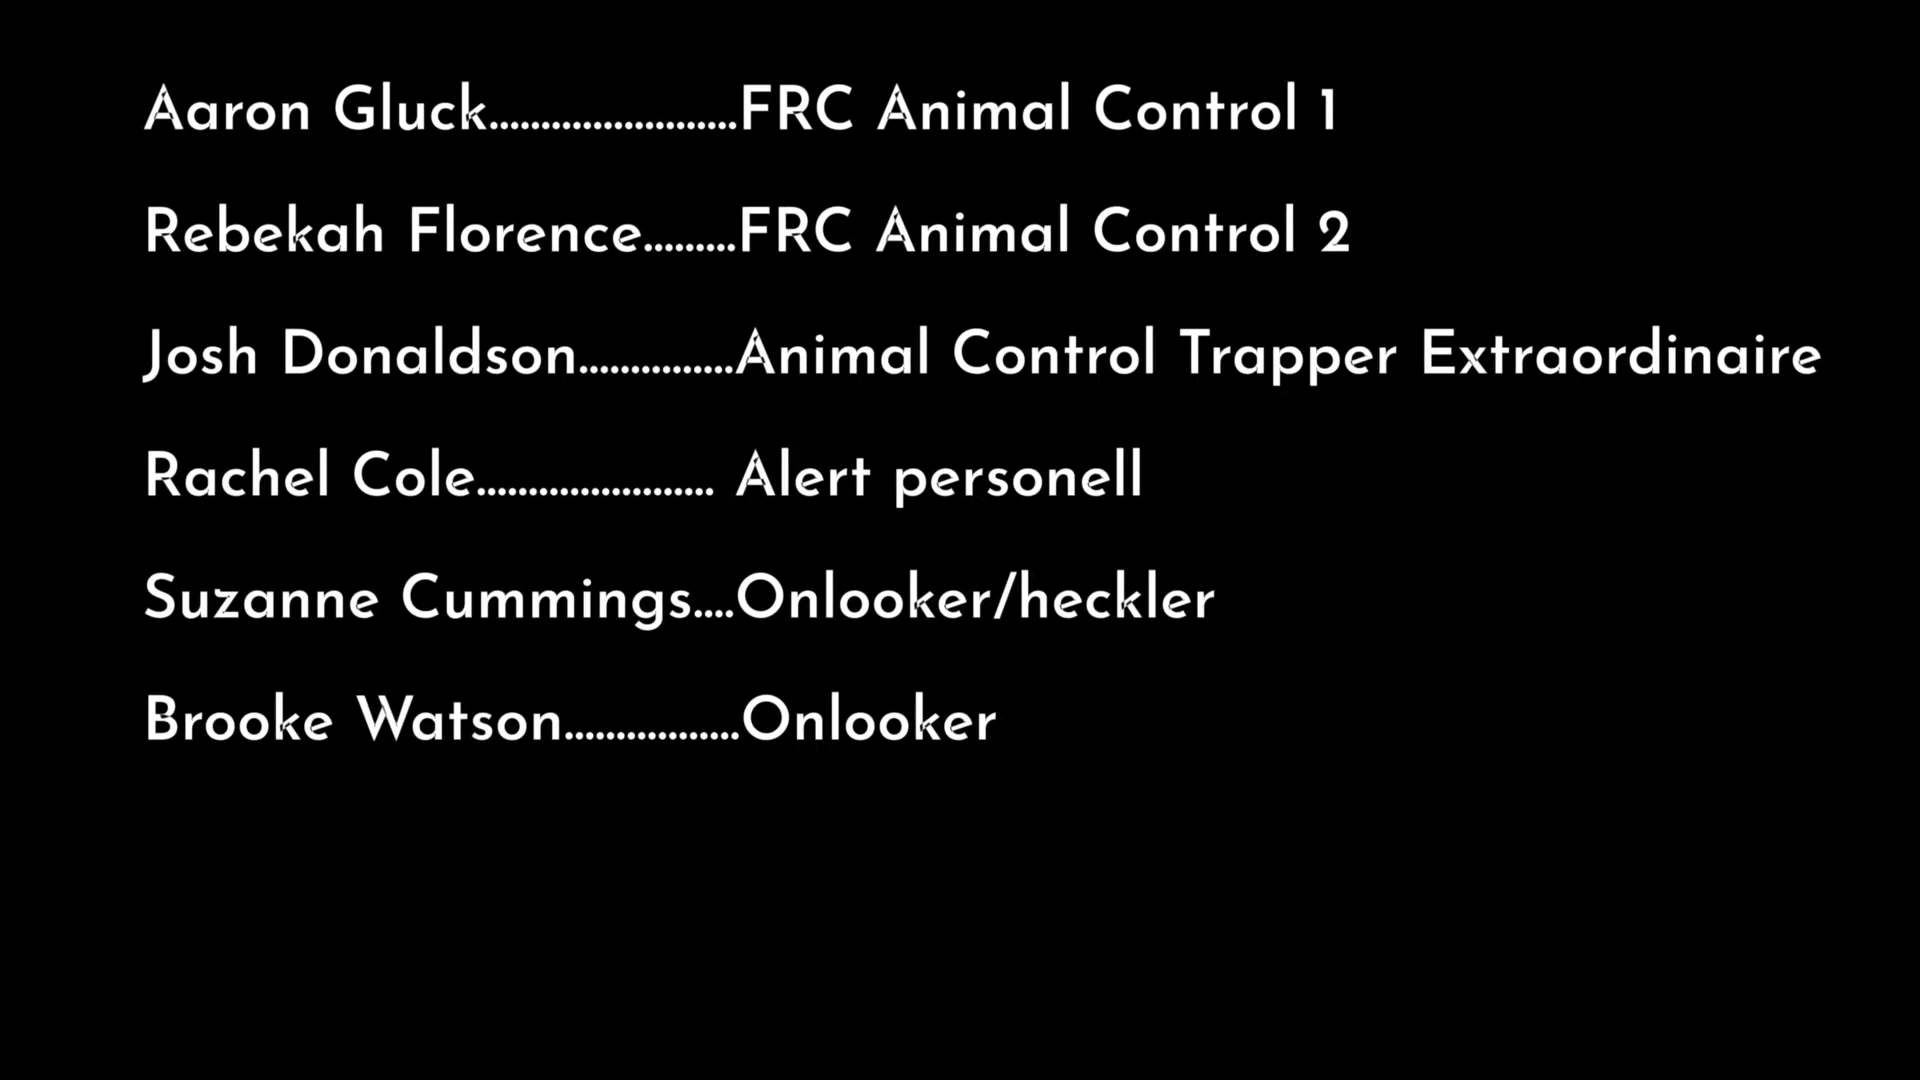 Aaron Gluck........................FRC Animal Control 1
Rebekah Florence.........FRC Animal Control 2
Josh Donaldson...............Animal Control Trapper Extraordinaire
Rachel Cole....................... Alert personell
Suzanne Cummings....Onlooker/heckler
Brooke Watson.................Onlooker